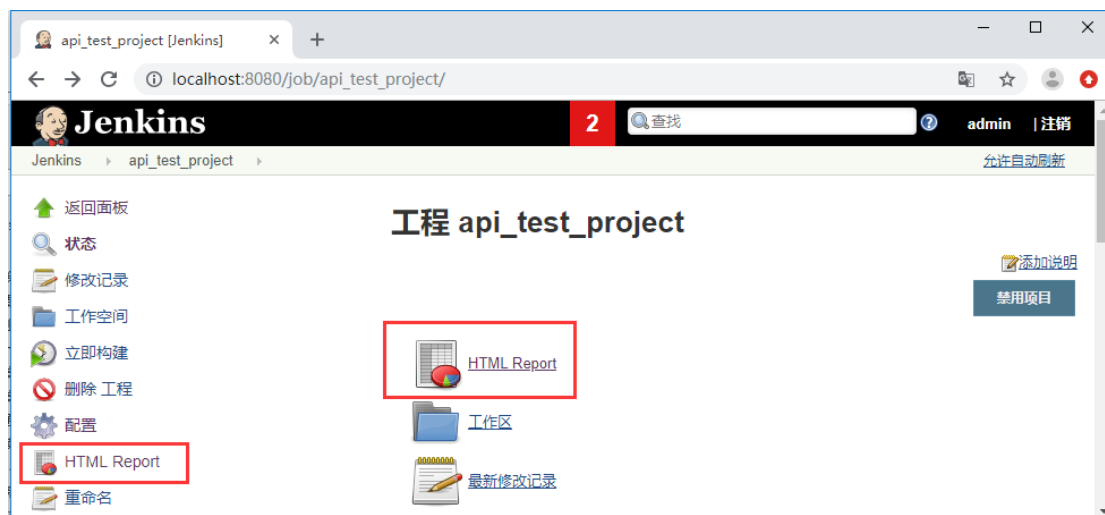 api_test_project [Jenkins]
localhost:8080/job/api_test_project/
Jenkins 2 查找 admin |注销
Jenkins api_test_project 允许自动刷新
返回面板
状态
修改记录
工作空间
立即构建
删除 工程
配置
HTML Report
重命名
工程 api_test_project
添加说明
禁用项目
HTML Report
工作区
最新修改记录